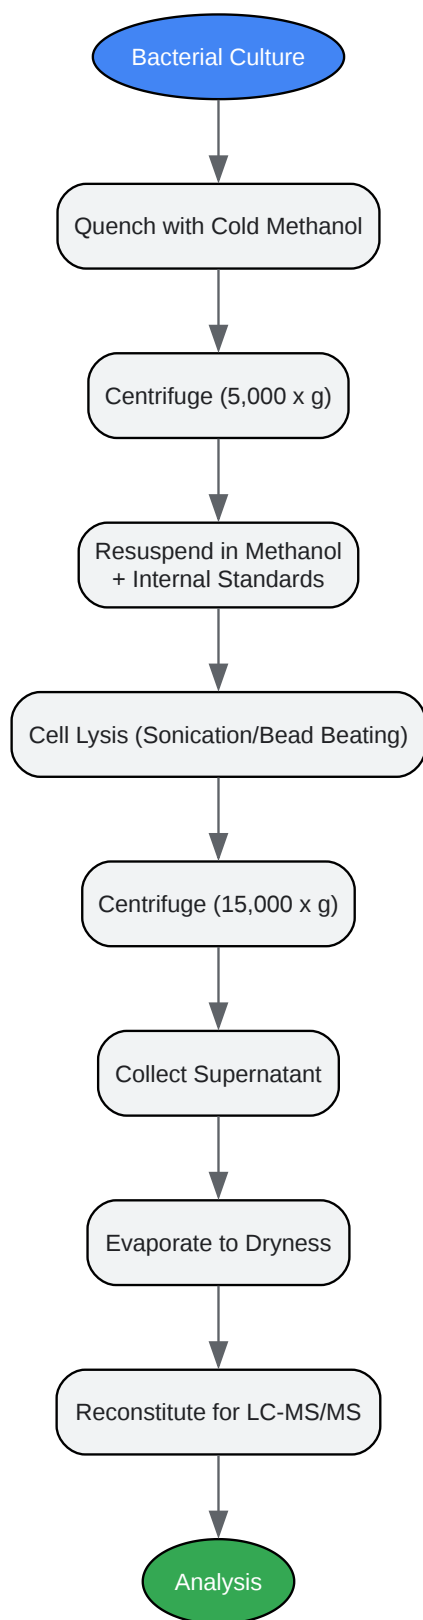 Bacterial Culture
Quench with Cold Methanol
Centrifuge (5,000 x g)
Resuspend in Methanol
+ Internal Standards
Cell Lysis (Sonication/Bead Beating)
Centrifuge (15,000 x g)
Collect Supernatant
Evaporate to Dryness
Reconstitute for LC-MS/MS
Analysis